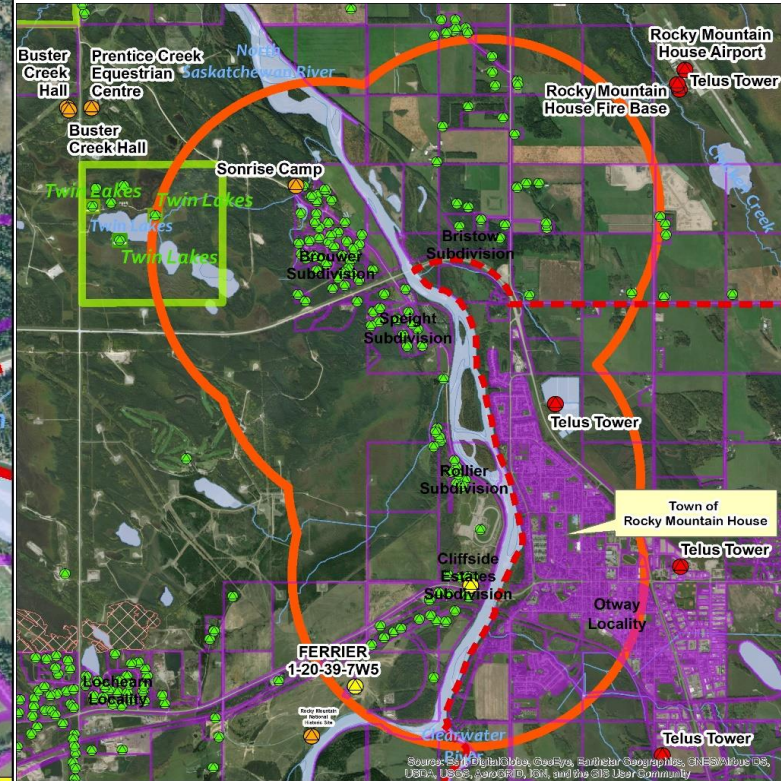 North
Saskatchewan River
Rocky Mountain
House Airport
Telus Tower
Buster
Creek
Hall
Prentice Creek
Equestrian
Centre
Rocky Mountain
House Fire Base
Buster
Creek Hall
Sonrise Camp
Twin Lakes
Twin Lakes
Twin Lakes
Twin Lakes
Creek
Brouwer
Subdivision
Bristow
Subdivision
Speight
Subdivision
Telus Tower
Rollier
Subdivision
Town of
Rocky Mountain House
Cliffside
Estates
Subdivision
Telus Tower
Otway
Locality
FERRIER
1-20-39-7W5
Lochearn
Locality
Rocky Mountain
National
Historic Site
Clearwater
River
Telus Tower
Source: Esri, DigitalGlobe, GeoEye, Earthstar Geographics, CNES/Airbus DS,
USDA, USGS, AeroGRID, IGN, and the GIS User Community